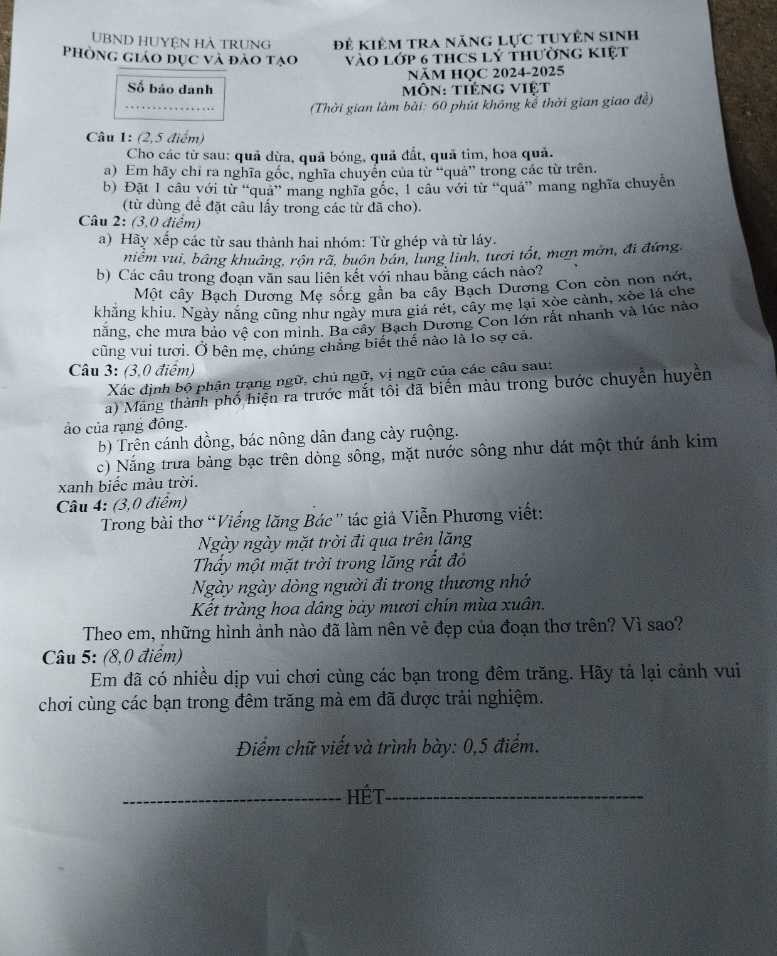 UBND HUYỆN HÀ TRUNG
PHÒNG GIÁO DỤC VÀ ĐÀO TẠO
Số báo danh
..................
ĐỀ KIỂM TRA NĂNG LỰC TUYỂN SINH
VÀO LỚP 6 THCS LÝ THƯỜNG KIỆT
NĂM HỌC 2024-2025
MÔN: TIẾNG VIỆT
(Thời gian làm bài: 60 phút không kể thời gian giao đề)
Câu 1: (2,5 điểm)
Cho các từ sau: quả dừa, quả bóng, quả đất, quả tim, hoa quả.
a) Em hãy chỉ ra nghĩa gốc, nghĩa chuyển của từ “quả” trong các từ trên.
b) Đặt 1 câu với từ “quả” mang nghĩa gốc, 1 câu với từ “quả” mang nghĩa chuyển
(từ dùng để đặt câu lấy trong các từ đã cho).
Câu 2: (3,0 điểm)
a) Hãy xếp các từ sau thành hai nhóm: Từ ghép và từ láy.
niềm vui, bâng khuâng, rộn rã, buôn bán, lung linh, tươi tốt, mơn mởn, đi đứng.
b) Các câu trong đoạn văn sau liên kết với nhau bằng cách nào?
Một cây Bạch Dương Mẹ sống gần ba cây Bạch Dương Con còn non nớt,
khẳng khiu. Ngày nắng cũng như ngày mưa giá rét, cây mẹ lại xòe cành, xòe lá che
nắng, che mưa bảo vệ con mình. Ba cây Bạch Dương Con lớn rất nhanh và lúc nào
cũng vui tươi. Ở bên mẹ, chúng chẳng biết thế nào là lo sợ cả.
Câu 3: (3,0 điểm)
Xác định bộ phận trạng ngữ, chủ ngữ, vị ngữ của các câu sau:
a) Mảng thành phố hiện ra trước mắt tôi đã biến màu trong bước chuyển huyền
ảo của rạng đông.
b) Trên cánh đồng, bác nông dân đang cày ruộng.
c) Nắng trưa bàng bạc trên dòng sông, mặt nước sông như dát một thứ ánh kim
xanh biếc màu trời.
Câu 4: (3,0 điểm)
Trong bài thơ “Viếng lăng Bác” tác giả Viễn Phương viết:
Ngày ngày mặt trời đi qua trên lăng
Thấy một mặt trời trong lăng rất đỏ
Ngày ngày dòng người đi trong thương nhớ
Kết tràng hoa dâng bảy mươi chín mùa xuân.
Theo em, những hình ảnh nào đã làm nên vẻ đẹp của đoạn thơ trên? Vì sao?
Câu 5: (8,0 điểm)
Em đã có nhiều dịp vui chơi cùng các bạn trong đêm trăng. Hãy tả lại cảnh vui
chơi cùng các bạn trong đêm trăng mà em đã được trải nghiệm.
Điểm chữ viết và trình bày: 0,5 điểm.
------------------------------ HẾT-----------------------------------